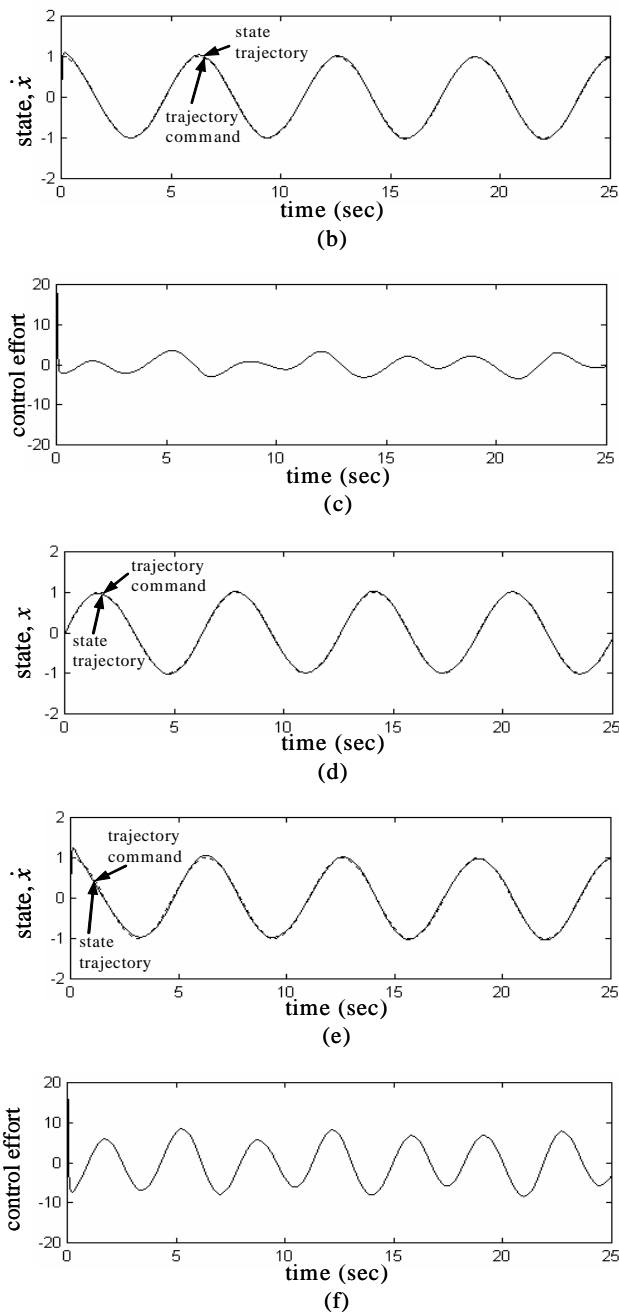 2
1
0
-1
-2
state, ẋ
state
trajectory
trajectory
command
0 5 10 15 20 25
time (sec)
(b)
20
10
0
-10
-20
control effort
0 5 10 15 20 25
time (sec)
(c)
2
1
0
-1
-2
state, x
trajectory
command
state
trajectory
0 5 10 15 20 25
time (sec)
(d)
2
1
0
-1
-2
state, ẋ
trajectory
command
state
trajectory
0 5 10 15 20 25
time (sec)
(e)
20
10
0
-10
-20
control effort
0 5 10 15 20 25
time (sec)
(f)